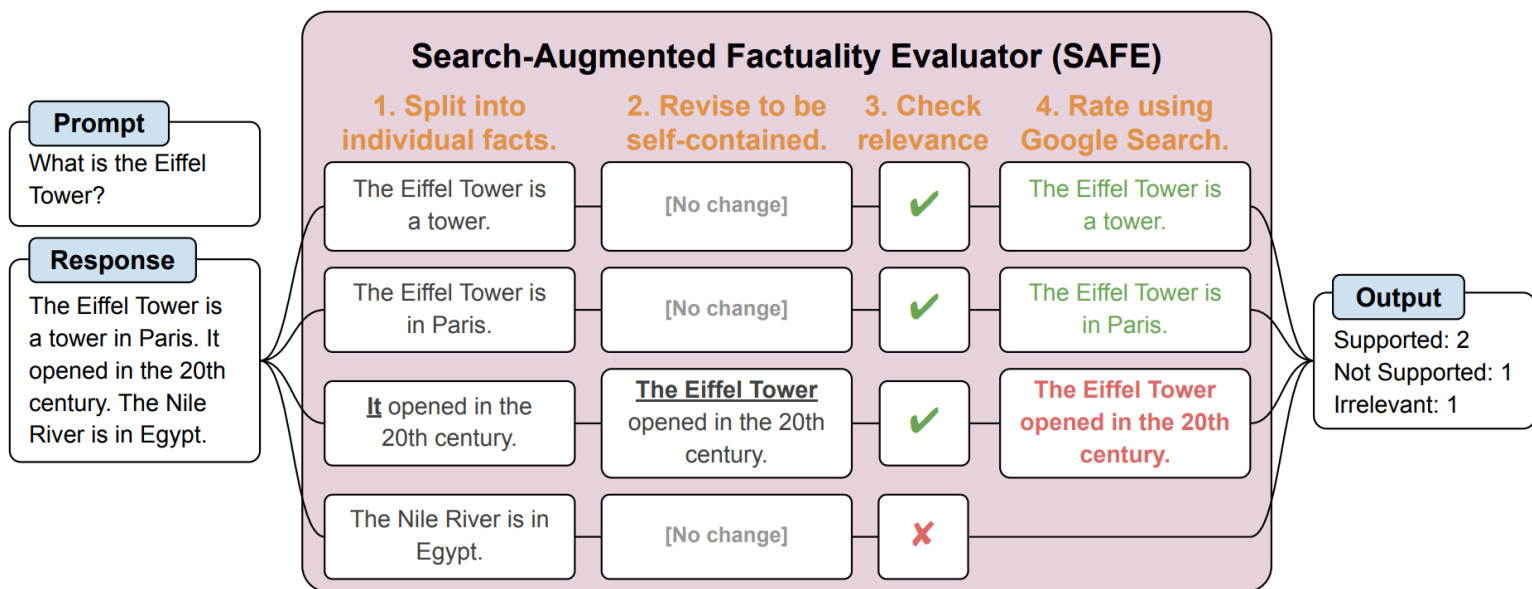 Search-Augmented Factuality Evaluator (SAFE)
Prompt
What is the Eiffel
Tower?
Response
The Eiffel Tower is
a tower in Paris. It
opened in the 20th
century. The Nile
River is in Egypt.
1. Split into
individual facts.
2. Revise to be
self-contained.
3. Check
relevance
4. Rate using
Google Search.
The Eiffel Tower is
a tower.
[No change]
✔
The Eiffel Tower is
a tower.
The Eiffel Tower is
in Paris.
[No change]
✔
The Eiffel Tower is
in Paris.
It opened in the
20th century.
The Eiffel Tower
opened in the 20th
century.
✔
The Eiffel Tower
opened in the 20th
century.
The Nile River is in
Egypt.
[No change]
✘
Output
Supported: 2
Not Supported: 1
Irrelevant: 1